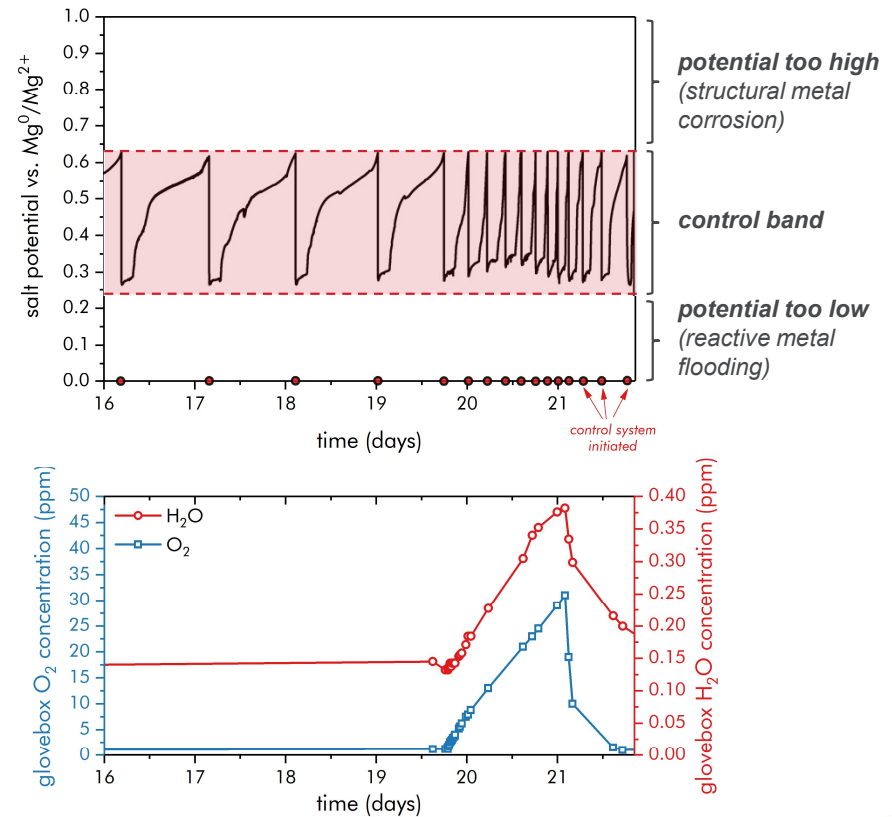 salt potential vs. Mg⁰/Mg²⁺
1.0
0.9
0.8
0.7
0.6
0.5
0.4
0.3
0.2
0.1
0.0
16
17
18
19
20
21
time (days)
potential too high
(structural metal
corrosion)
control band
potential too low
(reactive metal
flooding)
control system
initiated
glovebox O₂ concentration (ppm)
50
45
40
35
30
25
20
15
10
5
0
H₂O
O₂
0.40
0.35
0.30
0.25
0.20
0.15
0.10
0.05
0.00
glovebox H₂O concentration (ppm)
16
17
18
19
20
21
time (days)